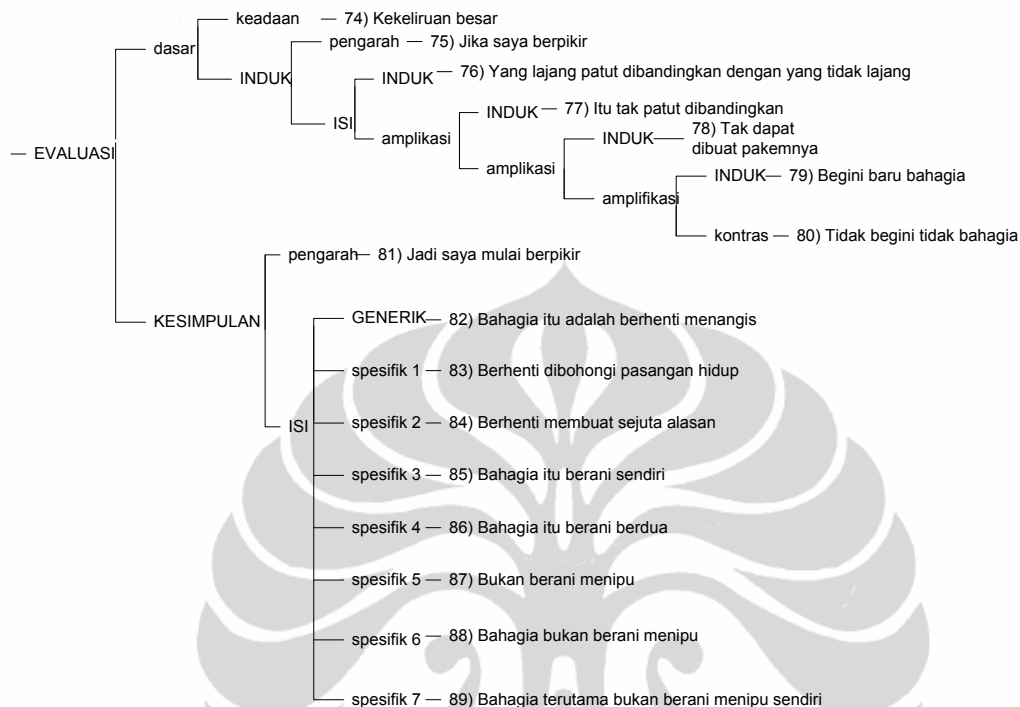 keadaan — 74) Kekeliruan besar
dasar
pengarah — 75) Jika saya berpikir
INDUK
INDUK — 76) Yang lajang patut dibandingkan dengan yang tidak lajang
ISI
INDUK — 77) Itu tak patut dibandingkan
amplikasi
INDUK — 78) Tak dapat
dibuat pakemnya
— EVALUASI
amplikasi
INDUK — 79) Begini baru bahagia
amplifikasi
kontras — 80) Tidak begini tidak bahagia
pengarah — 81) Jadi saya mulai berpikir
KESIMPULAN
GENERIK — 82) Bahagia itu adalah berhenti menangis
spesifik 1 — 83) Berhenti dibohongi pasangan hidup
spesifik 2 — 84) Berhenti membuat sejuta alasan
ISI
spesifik 3 — 85) Bahagia itu berani sendiri
spesifik 4 — 86) Bahagia itu berani berdua
spesifik 5 — 87) Bukan berani menipu
spesifik 6 — 88) Bahagia bukan berani menipu
spesifik 7 — 89) Bahagia terutama bukan berani menipu sendiri